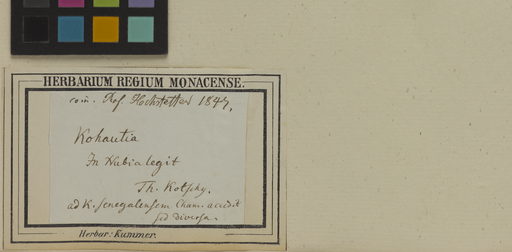 HERBARIUM REGIUM MONACENSE.
com. Prof. Hochstetter 1847.
Kohautia
In Nubia legit
Th. Kotschy.
ad K. senegalensem Cham. accedit
sed diversa.
Herbar: Kummer.